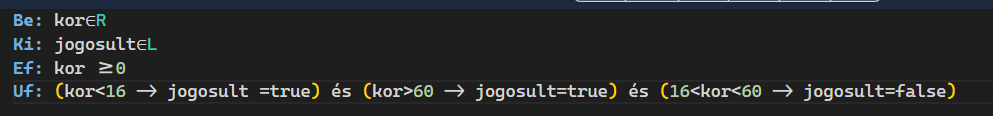 Be: kor∈R
Ki: jogosult∈L
Ef: kor ≥0
Uf: (kor<16 -> jogosult =true) és (kor>60 -> jogosult=true) és (16<kor<60 -> jogosult=false)